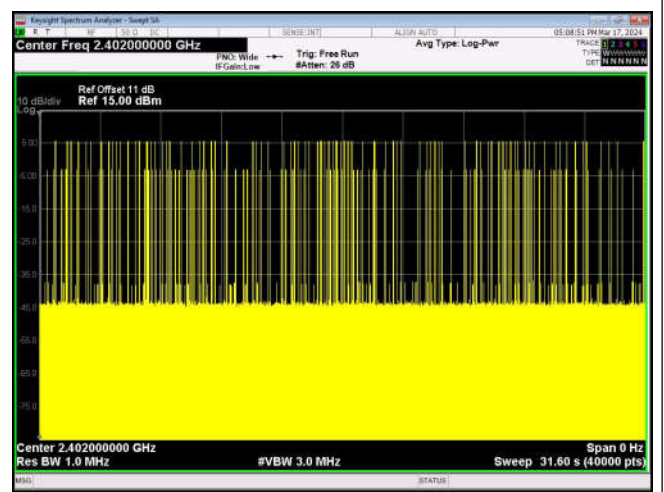 Keysight Spectrum Analyzer - Swept SA
R T RF 50 Ω DC SENSE:INT ALIGN AUTO 05:08:51 PM Mar 17, 2024
Center Freq 2.402000000 GHz Avg Type: Log-Pwr TRACE 1 2 3 4 5 6
PNO: Wide Trig: Free Run TYPE
IFGain:Low #Atten: 26 dB DET N N N N N N
Ref Offset 11 dB
10 dB/div Ref 15.00 dBm
Log
5.00
-5.00
-15.0
-25.0
-35.0
-45.0
-55.0
-65.0
-75.0
Center 2.402000000 GHz Span 0 Hz
Res BW 1.0 MHz #VBW 3.0 MHz Sweep 31.60 s (40000 pts)
MSG STATUS